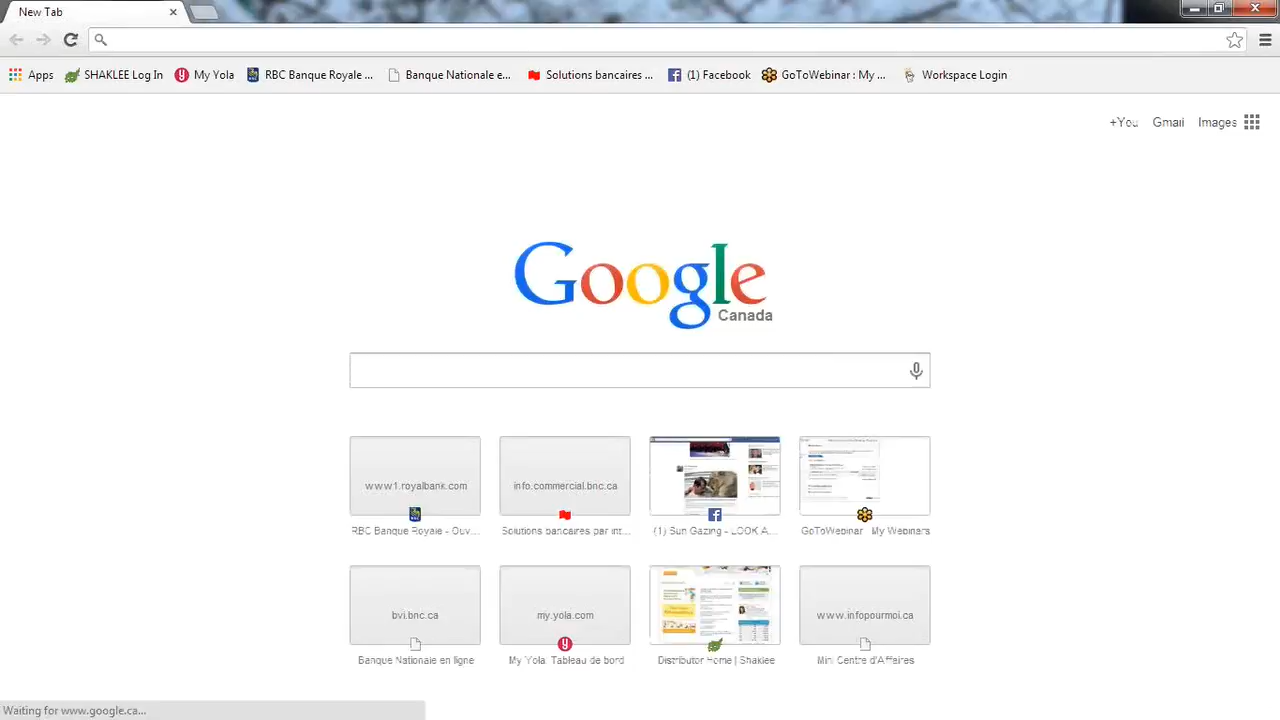 New Tab
Apps SHAKLEE Log In My Yola RBC Banque Royale ... Banque Nationale e... Solutions bancaires ... (1) Facebook GoToWebinar : My ... Workspace Login
+You Gmail Images
Google
Canada
www1.royalbank.com info.commercial.bnc.ca
RBC Banque Royale - Ouv... Solutions bancaires par int... (1) Sun Gazing - LOOK A... GoToWebinar My Webinars
bvi.bnc.ca my.yola.com www.infopourmoi.ca
Banque Nationale en ligne My Yola Tableau de bord Distributor Home | Shaklee Mini Centre d'Affaires
Waiting for www.google.ca...